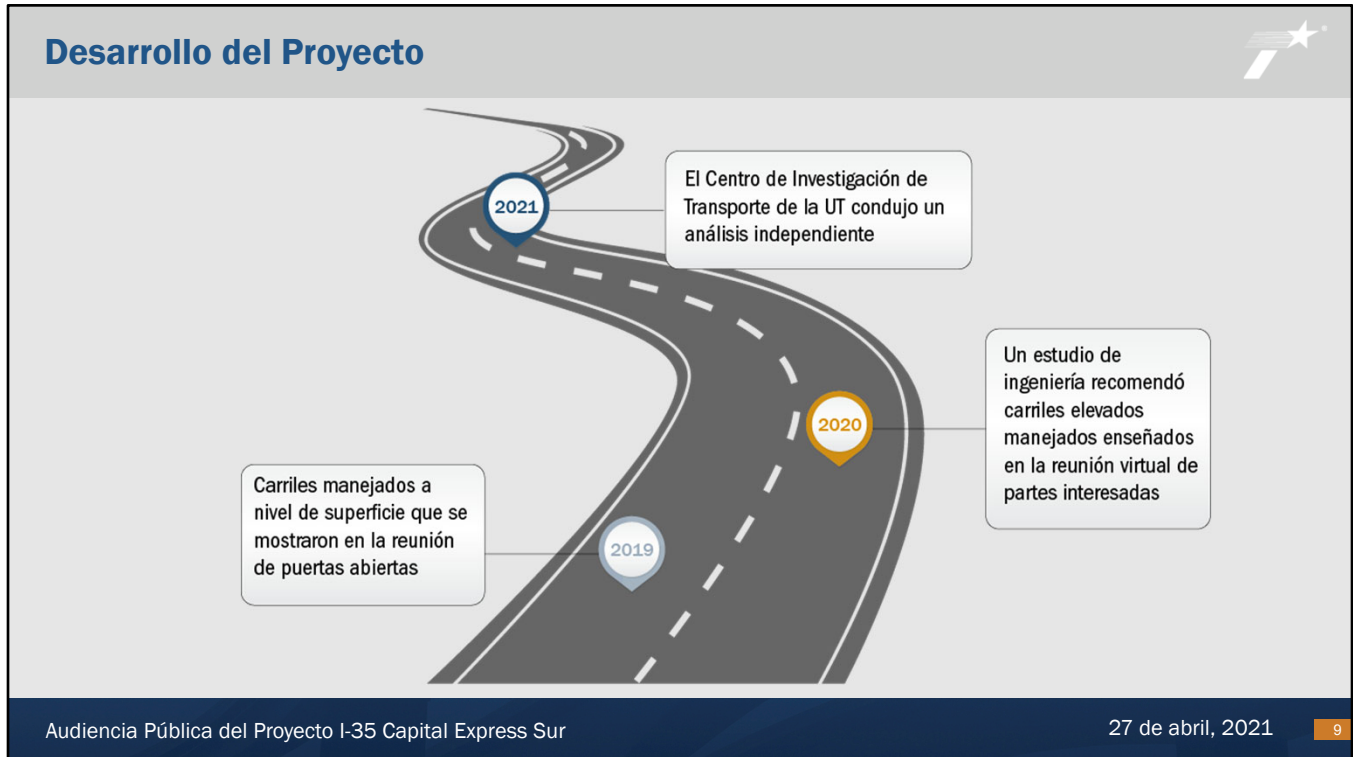 Desarrollo del Proyecto
2021
El Centro de Investigación de
Transporte de la UT condujo un
análisis independiente
2020
Un estudio de
ingeniería recomendó
carriles elevados
manejados enseñados
en la reunión virtual de
partes interesadas
Carriles manejados a
nivel de superficie que se
mostraron en la reunión
de puertas abiertas
2019
Audiencia Pública del Proyecto I-35 Capital Express Sur
27 de abril, 2021
9